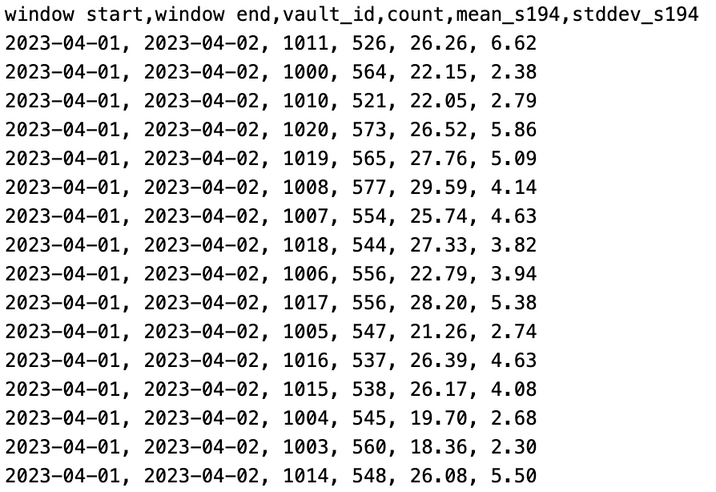 window start,window end,vault_id,count,mean_s194,stddev_s194
2023-04-01, 2023-04-02, 1011, 526, 26.26, 6.62
2023-04-01, 2023-04-02, 1000, 564, 22.15, 2.38
2023-04-01, 2023-04-02, 1010, 521, 22.05, 2.79
2023-04-01, 2023-04-02, 1020, 573, 26.52, 5.86
2023-04-01, 2023-04-02, 1019, 565, 27.76, 5.09
2023-04-01, 2023-04-02, 1008, 577, 29.59, 4.14
2023-04-01, 2023-04-02, 1007, 554, 25.74, 4.63
2023-04-01, 2023-04-02, 1018, 544, 27.33, 3.82
2023-04-01, 2023-04-02, 1006, 556, 22.79, 3.94
2023-04-01, 2023-04-02, 1017, 556, 28.20, 5.38
2023-04-01, 2023-04-02, 1005, 547, 21.26, 2.74
2023-04-01, 2023-04-02, 1016, 537, 26.39, 4.63
2023-04-01, 2023-04-02, 1015, 538, 26.17, 4.08
2023-04-01, 2023-04-02, 1004, 545, 19.70, 2.68
2023-04-01, 2023-04-02, 1003, 560, 18.36, 2.30
2023-04-01, 2023-04-02, 1014, 548, 26.08, 5.50